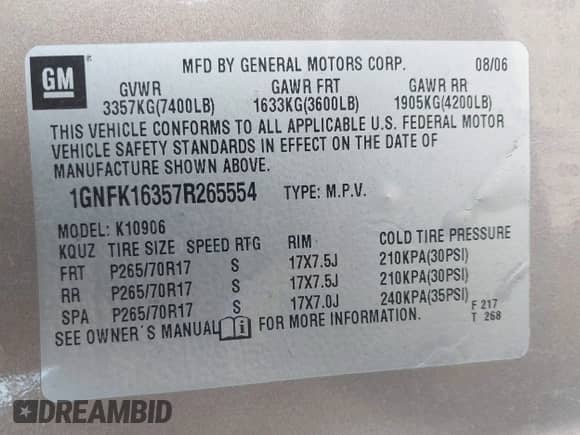 GM
MFD BY GENERAL MOTORS CORP. 08/06
GVWR GAWR FRT GAWR RR
3357KG(7400LB) 1633KG(3600LB) 1905KG(4200LB)
THIS VEHICLE CONFORMS TO ALL APPLICABLE U.S. FEDERAL MOTOR
VEHICLE SAFETY STANDARDS IN EFFECT ON THE DATE OF
MANUFACTURE SHOWN ABOVE.
1GNFK16357R265554 TYPE: M.P.V.
MODEL: K10906
KQUZ TIRE SIZE SPEED RTG RIM COLD TIRE PRESSURE
FRT P265/70R17 S 17X7.5J 210KPA(30PSI)
RR P265/70R17 S 17X7.5J 210KPA(30PSI)
SPA P265/70R17 S 17X7.0J 240KPA(35PSI)
F 217
SEE OWNER'S MANUAL i FOR MORE INFORMATION. T 268
DREAMBID